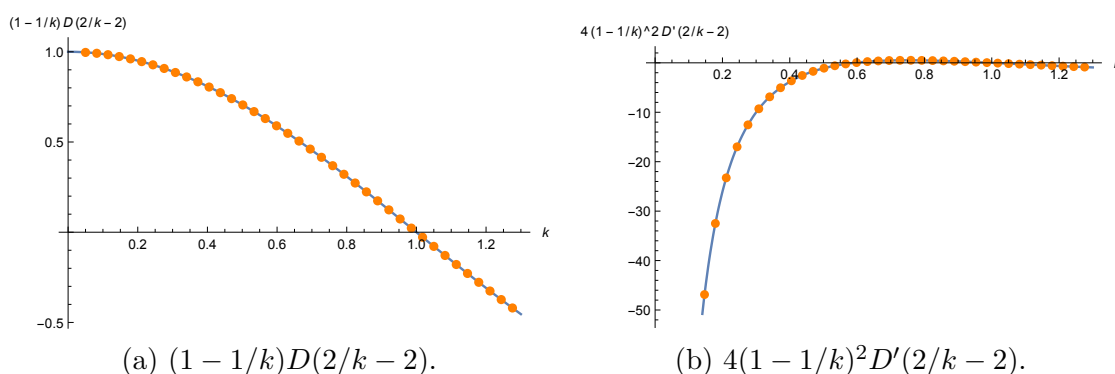 (1-1/k) D(2/k-2)
1.0
0.5
0.2 0.4 0.6 0.8 1.0 1.2 k
-0.5
(a) (1 − 1/k)D(2/k − 2).
4 (1-1/k)^2 D'(2/k-2)
0.2 0.4 0.6 0.8 1.0 1.2
-10
-20
-30
-40
-50
(b) 4(1 − 1/k)²D′(2/k − 2).